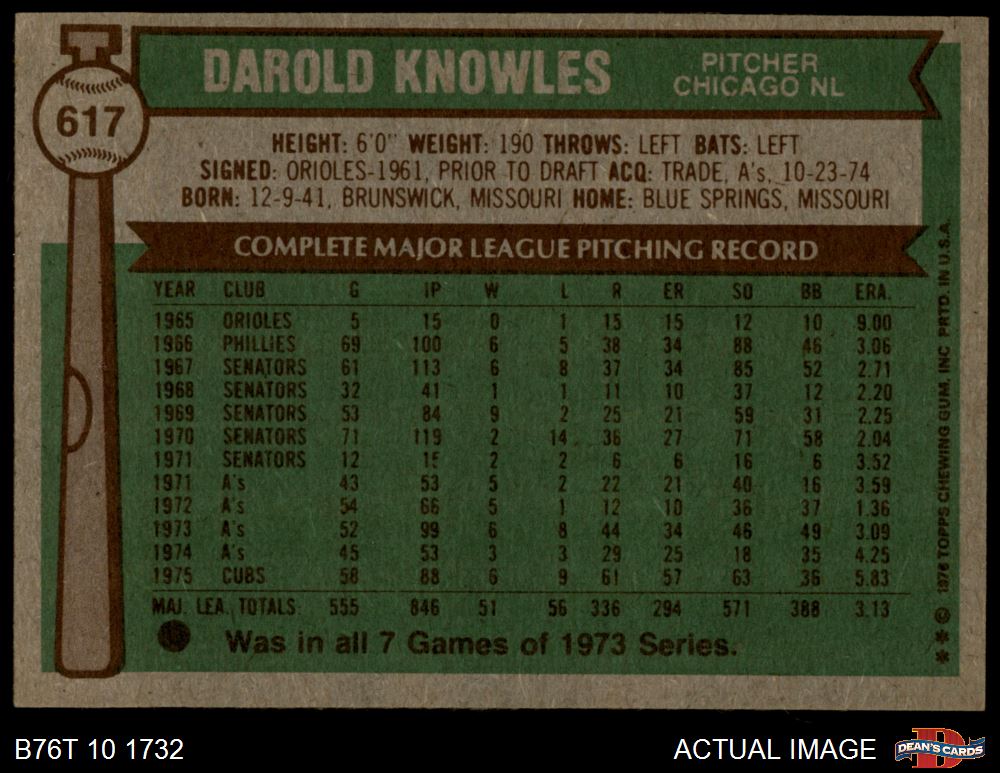 617
DAROLD KNOWLES
PITCHER
CHICAGO NL
HEIGHT: 6'0" WEIGHT: 190 THROWS: LEFT BATS: LEFT
SIGNED: ORIOLES-1961, PRIOR TO DRAFT ACQ: TRADE, A's, 10-23-74
BORN: 12-9-41, BRUNSWICK, MISSOURI HOME: BLUE SPRINGS, MISSOURI
COMPLETE MAJOR LEAGUE PITCHING RECORD
YEAR CLUB G IP W L R ER SO BB ERA.
1965 ORIOLES 5 15 0 1 15 15 12 10 9.00
1966 PHILLIES 69 100 6 5 38 34 88 46 3.06
1967 SENATORS 61 113 6 8 37 34 85 52 2.71
1968 SENATORS 32 41 1 1 11 10 37 12 2.20
1969 SENATORS 53 84 9 2 25 21 59 31 2.25
1970 SENATORS 71 119 2 14 36 27 71 58 2.04
1971 SENATORS 12 15 2 2 6 6 16 6 3.52
1971 A's 43 53 5 2 22 21 40 16 3.59
1972 A's 54 66 5 1 12 10 36 37 1.36
1973 A's 52 99 6 8 44 34 46 49 3.09
1974 A's 45 53 3 3 29 25 18 35 4.25
1975 CUBS 58 88 6 9 61 57 63 36 5.83
MAJ. LEA. TOTALS 555 846 51 56 336 294 571 388 3.13
Was in all 7 Games of 1973 Series.
* * © 1976 TOPPS CHEWING GUM, INC PRTD. IN U.S.A.
B76T 10 1732
ACTUAL IMAGE
D
DEAN'S CARDS